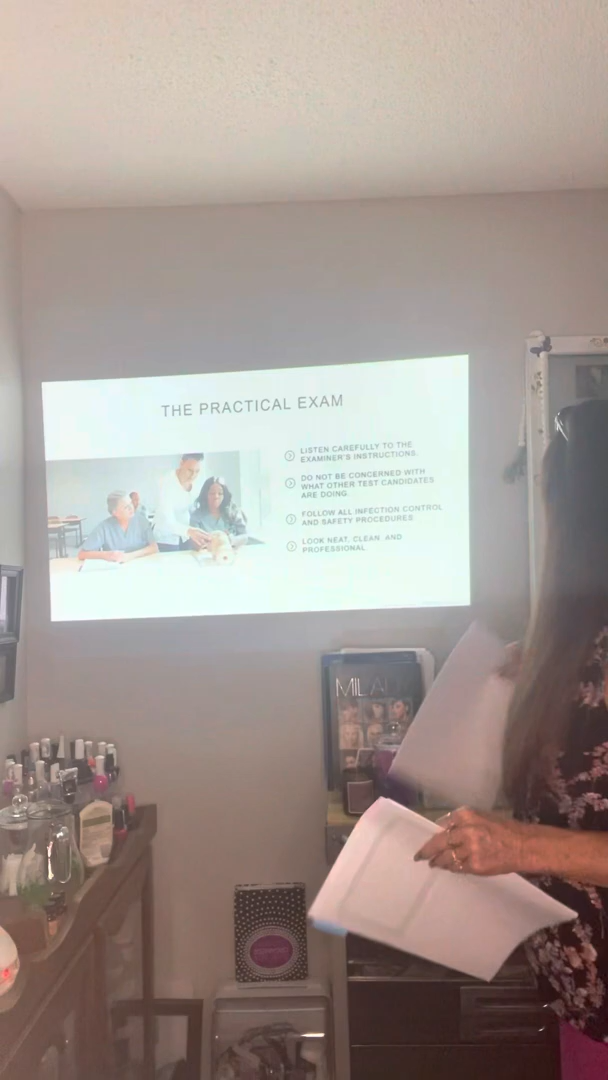 THE PRACTICAL EXAM
LISTEN CAREFULLY TO THE
EXAMINER'S INSTRUCTIONS.
DO NOT BE CONCERNED WITH
WHAT OTHER TEST CANDIDATES
ARE DOING
FOLLOW ALL INFECTION CONTROL
AND SAFETY PROCEDURES
LOOK NEAT, CLEAN AND
PROFESSIONAL
MILADY